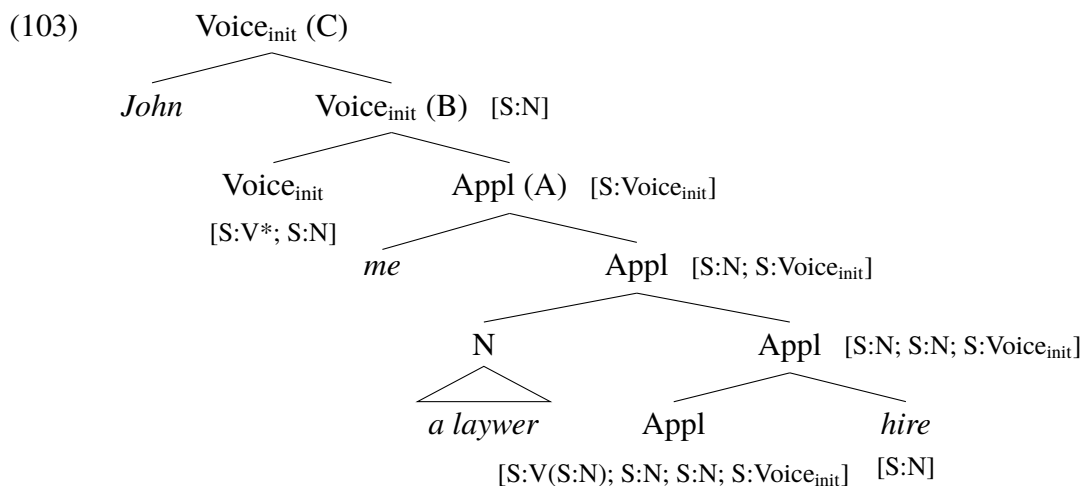 (103) Voice_init (C)
John Voice_init (B) [S:N]
Voice_init Appl (A) [S:Voice_init]
[S:V*; S:N]
me Appl [S:N; S:Voice_init]
N Appl [S:N; S:N; S:Voice_init]
a laywer Appl hire
[S:V(S:N); S:N; S:N; S:Voice_init] [S:N]